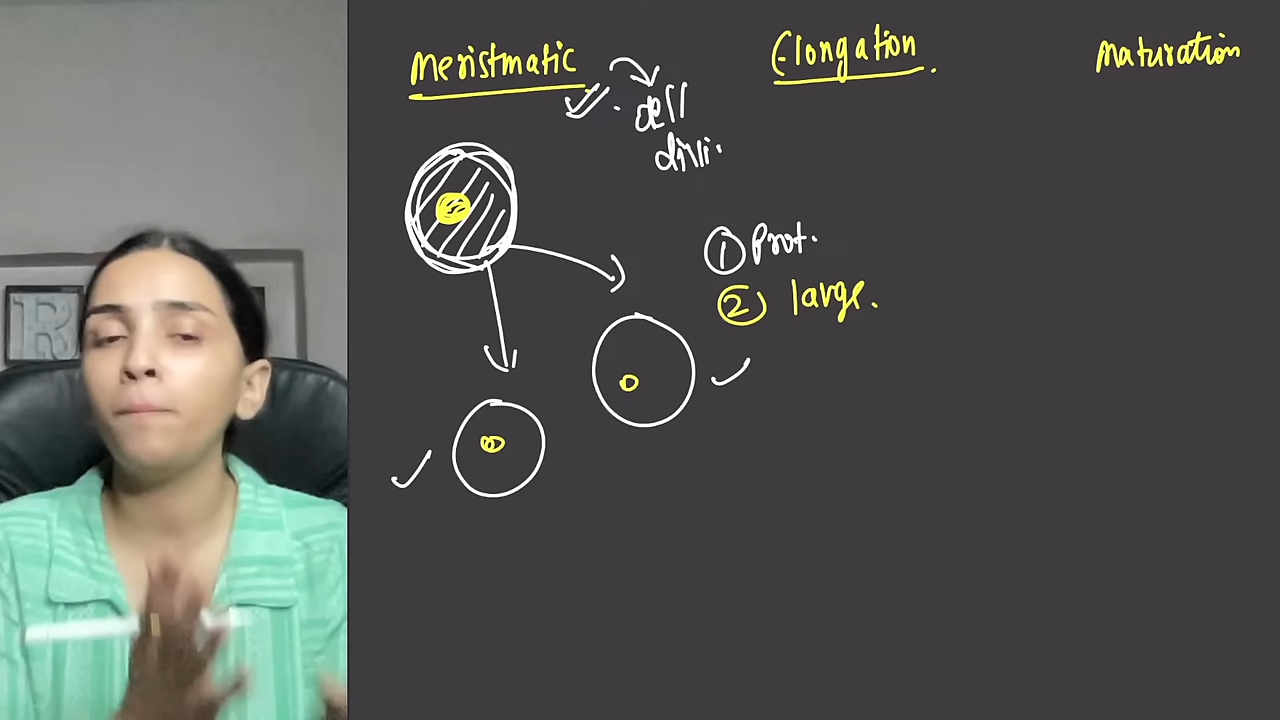 Meristmatic
Elongation.
Maturation
cell
divi.
① Prot.
② large.
R